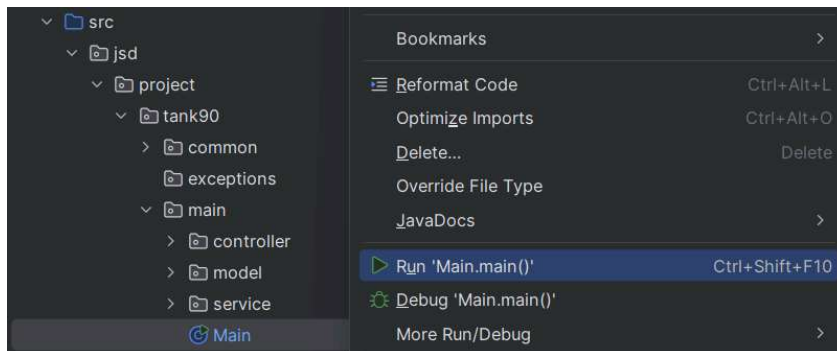 src
jsd
project
tank90
common
exceptions
main
controller
model
service
Main
Bookmarks
Reformat Code Ctrl+Alt+L
Optimize Imports Ctrl+Alt+O
Delete... Delete
Override File Type
JavaDocs
Run 'Main.main()' Ctrl+Shift+F10
Debug 'Main.main()'
More Run/Debug